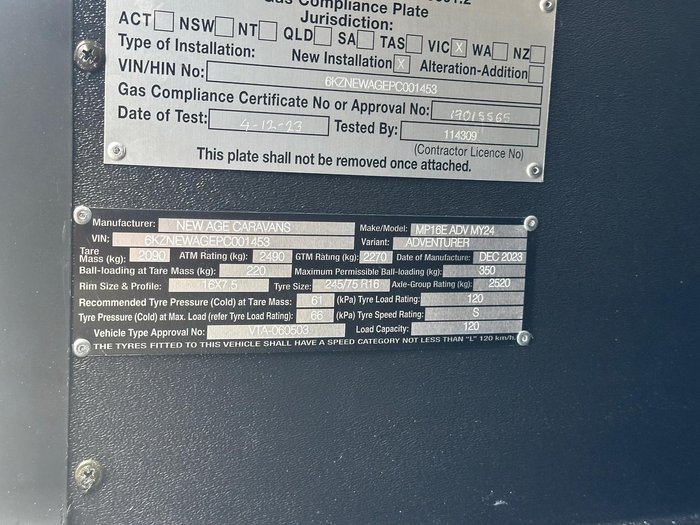 Gas Compliance Plate
Jurisdiction:
ACT NSW NT QLD SA TAS VIC X WA NZ
Type of Installation: New Installation X Alteration-Addition
VIN/HIN No: 6KZNEWAGEPC001453
Gas Compliance Certificate No or Approval No: 17015565
Date of Test: 4-12-23 Tested By: 114309
(Contractor Licence No)
This plate shall not be removed once attached.
Manufacturer: NEW AGE CARAVANS Make/Model: MP16E ADV MY24
VIN: 6KZNEWAGEPC001453 Variant: ADVENTURER
Tare Mass (kg): 2090 ATM Rating (kg): 2490 GTM Rating (kg): 2270 Date of Manufacture: DEC 2023
Ball-loading at Tare Mass (kg): 220 Maximum Permissible Ball-loading (kg): 350
Rim Size & Profile: 16X7.5 Tyre Size: 245/75 R16 Axle-Group Rating (kg): 2520
Recommended Tyre Pressure (Cold) at Tare Mass: 61 (kPa) Tyre Load Rating: 120
Tyre Pressure (Cold) at Max. Load (refer Tyre Load Rating): 66 (kPa) Tyre Speed Rating: S
Vehicle Type Approval No: VTA-060503 Load Capacity: 120
THE TYRES FITTED TO THIS VEHICLE SHALL HAVE A SPEED CATEGORY NOT LESS THAN "L" 120 km/h.